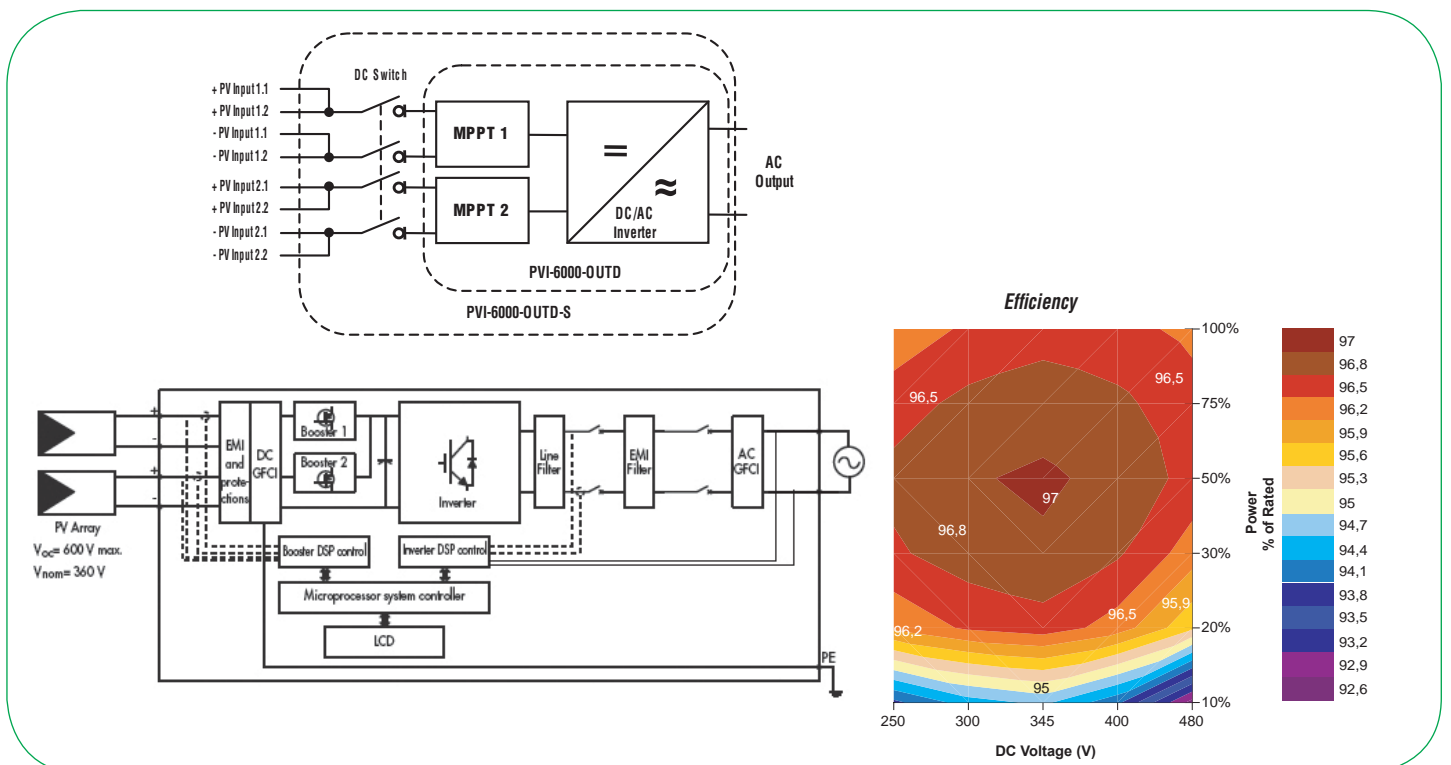 DC Switch
+ PV Input 1.1
+ PV Input 1.2
- PV Input 1.1
- PV Input 1.2
+ PV Input 2.1
+ PV Input 2.2
- PV Input 2.1
- PV Input 2.2
MPPT 1
MPPT 2
=
≈
DC/AC
Inverter
AC
Output
PVI-6000-OUTD
PVI-6000-OUTD-S
+
-
+
-
PV Array
Voc= 600 V max.
Vnom= 360 V
EMI
and
prote-
ctions
DC
GFCI
Booster 1
Booster 2
Inverter
Line
Filter
EMI
Filter
AC
GFCI
Booster DSP control
Inverter DSP control
Microprocessor system controller
LCD
PE
Efficiency
96,5
96,5
97
96,8
96,5
95,9
96,2
95
100%
75%
50%
30%
20%
10%
Power
% of Rated
250
300
345
400
480
DC Voltage (V)
97
96,8
96,5
96,2
95,9
95,6
95,3
95
94,7
94,4
94,1
93,8
93,5
93,2
92,9
92,6